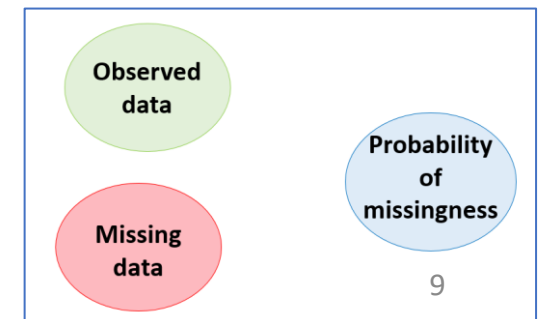 Observed
data
Probability
of
missingness
Missing
data
9